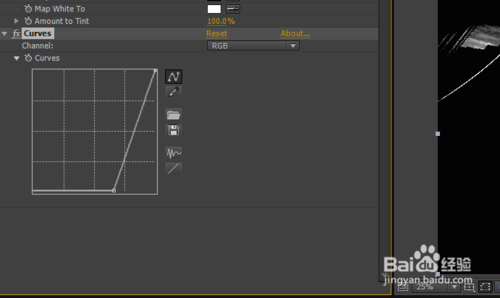 Map White To
Amount to Tint 100.0%
fx Curves Reset About...
Channel: RGB
Curves
25%
Baidu 经验
jingyan.baidu.com